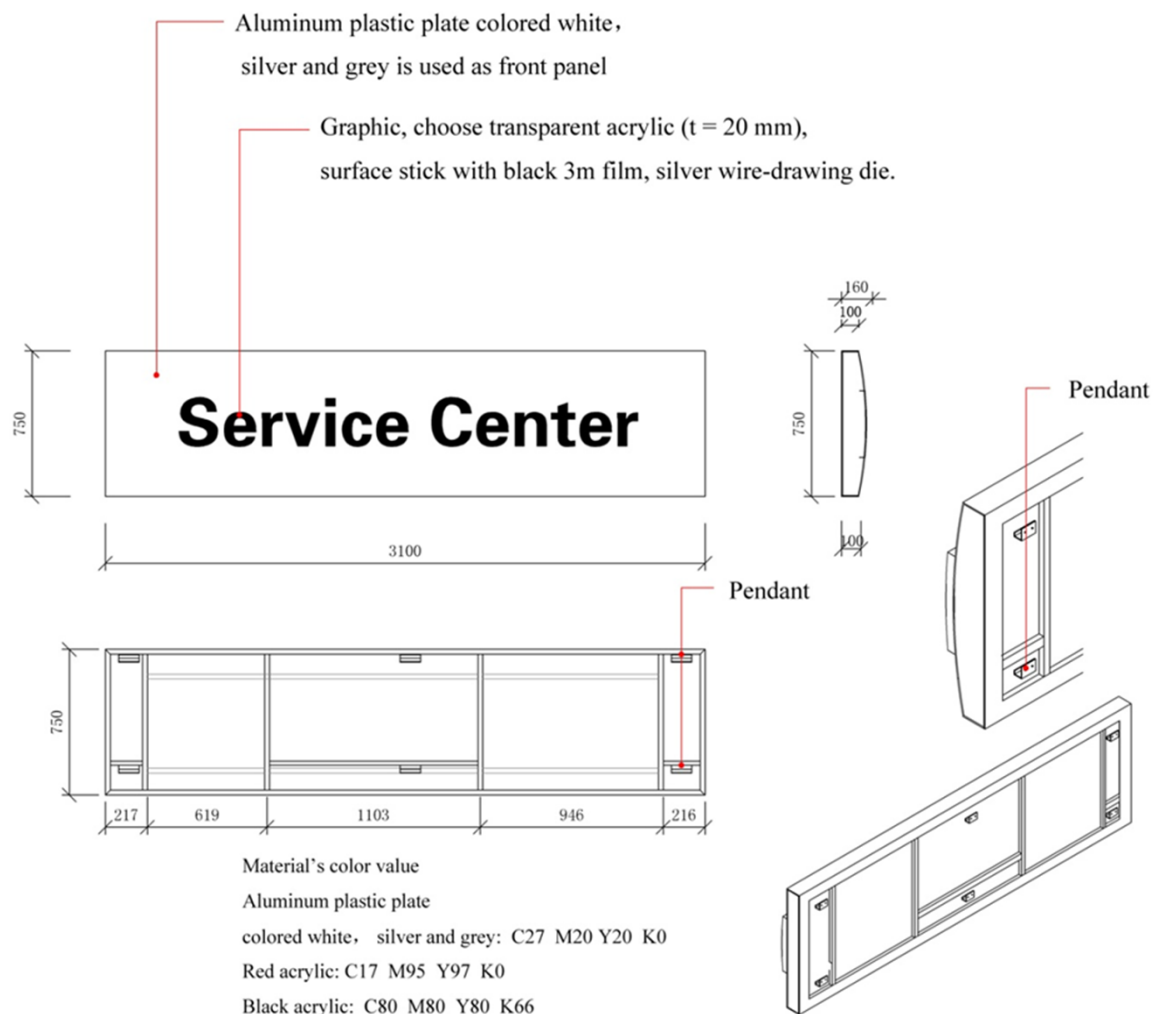 Aluminum plastic plate colored white，
silver and grey is used as front panel
Graphic, choose transparent acrylic (t = 20 mm),
surface stick with black 3m film, silver wire-drawing die.
160
100
750
Service Center
750
Pendant
100
3100
Pendant
750
217 619 1103 946 216
Material's color value
Aluminum plastic plate
colored white， silver and grey: C27 M20 Y20 K0
Red acrylic: C17 M95 Y97 K0
Black acrylic: C80 M80 Y80 K66